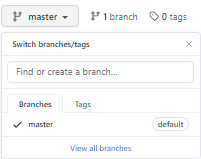 master 1 branch 0 tags
Switch branches/tags
Find or create a branch...
Branches Tags
master default
View all branches